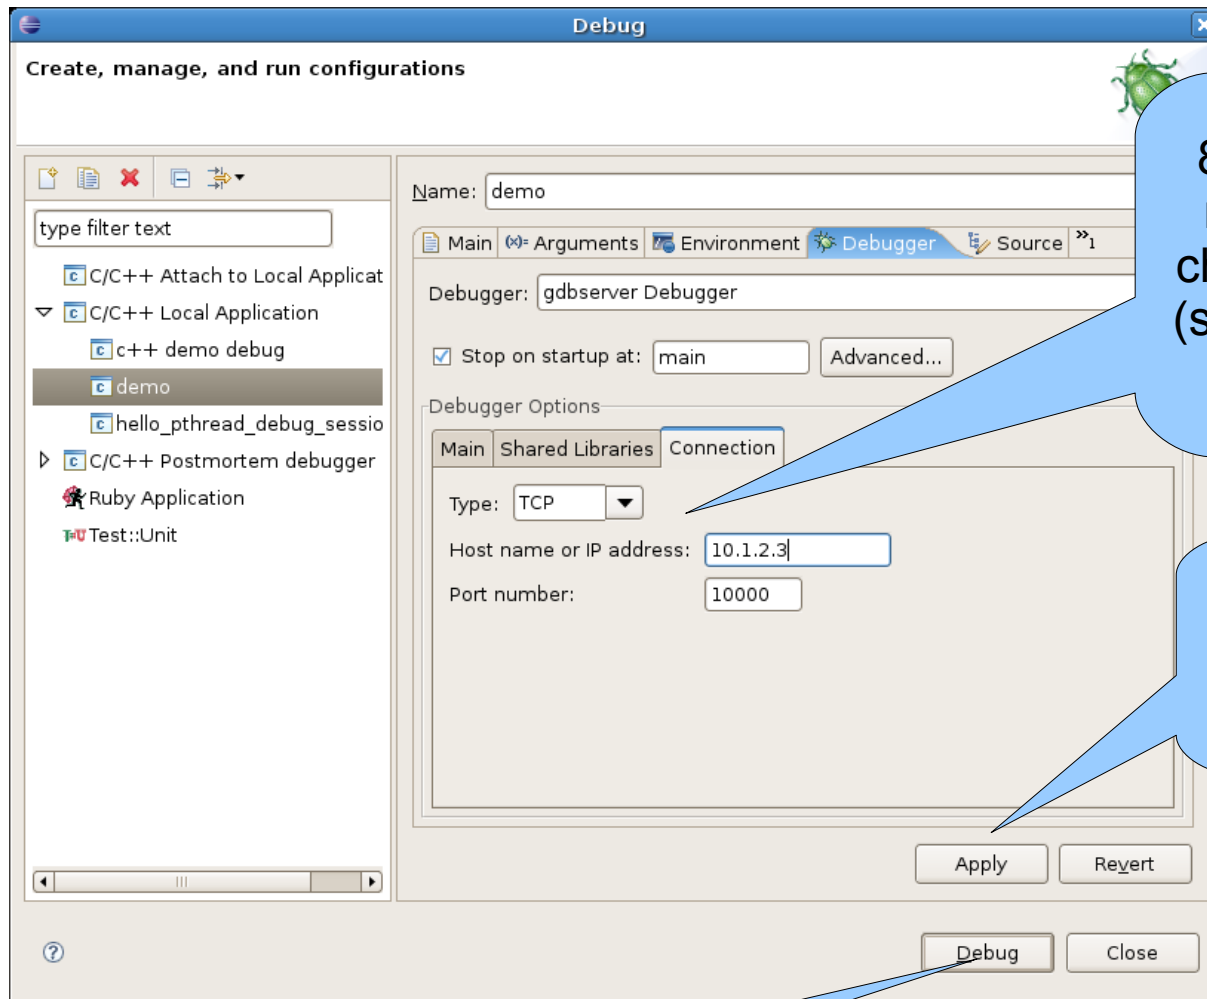 Debug
Create, manage, and run configurations
type filter text
C/C++ Attach to Local Applicat
C/C++ Local Application
c++ demo debug
demo
hello_pthread_debug_sessio
C/C++ Postmortem debugger
Ruby Application
Test::Unit
Name: demo
Main Arguments Environment Debugger Source »1
Debugger: gdbserver Debugger
Stop on startup at: main Advanced...
Debugger Options
Main Shared Libraries Connection
Type: TCP
Host name or IP address: 10.1.2.3
Port number: 10000
Apply Revert
Debug Close
8
(s